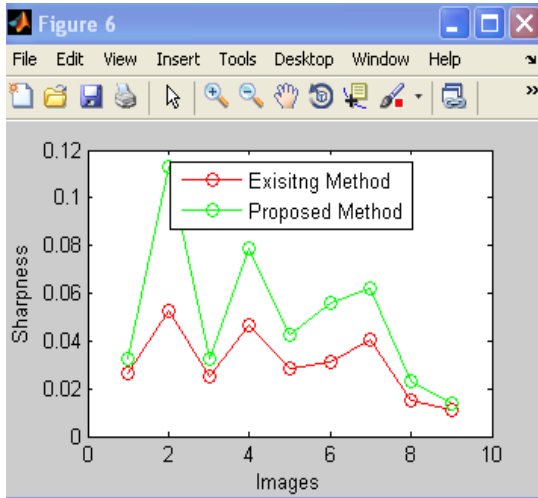 Figure 6
File Edit View Insert Tools Desktop Window Help
0.12
0.1
0.08
0.06
0.04
0.02
0
Sharpness
Exisitng Method
Proposed Method
0 2 4 6 8 10
Images